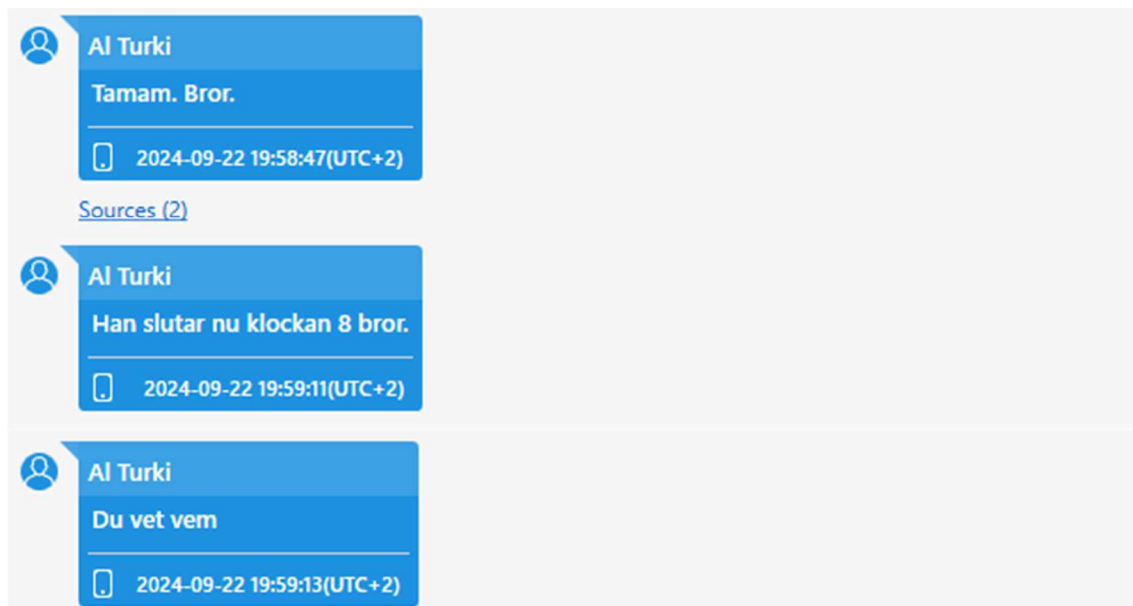 Al Turki
Tamam. Bror.
2024-09-22 19:58:47(UTC+2)
Sources (2)
Al Turki
Han slutar nu klockan 8 bror.
2024-09-22 19:59:11(UTC+2)
Al Turki
Du vet vem
2024-09-22 19:59:13(UTC+2)